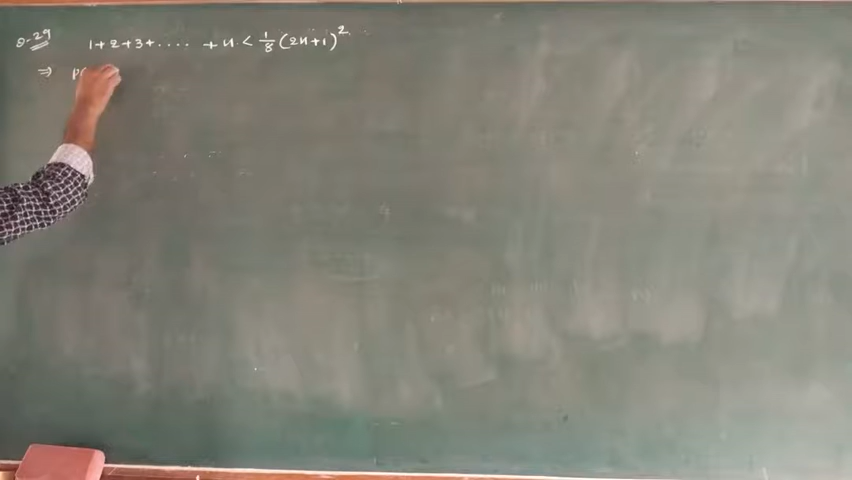 Q-29 1+2+3+.... +n < 1/8 (2n+1)²
⇒ P(